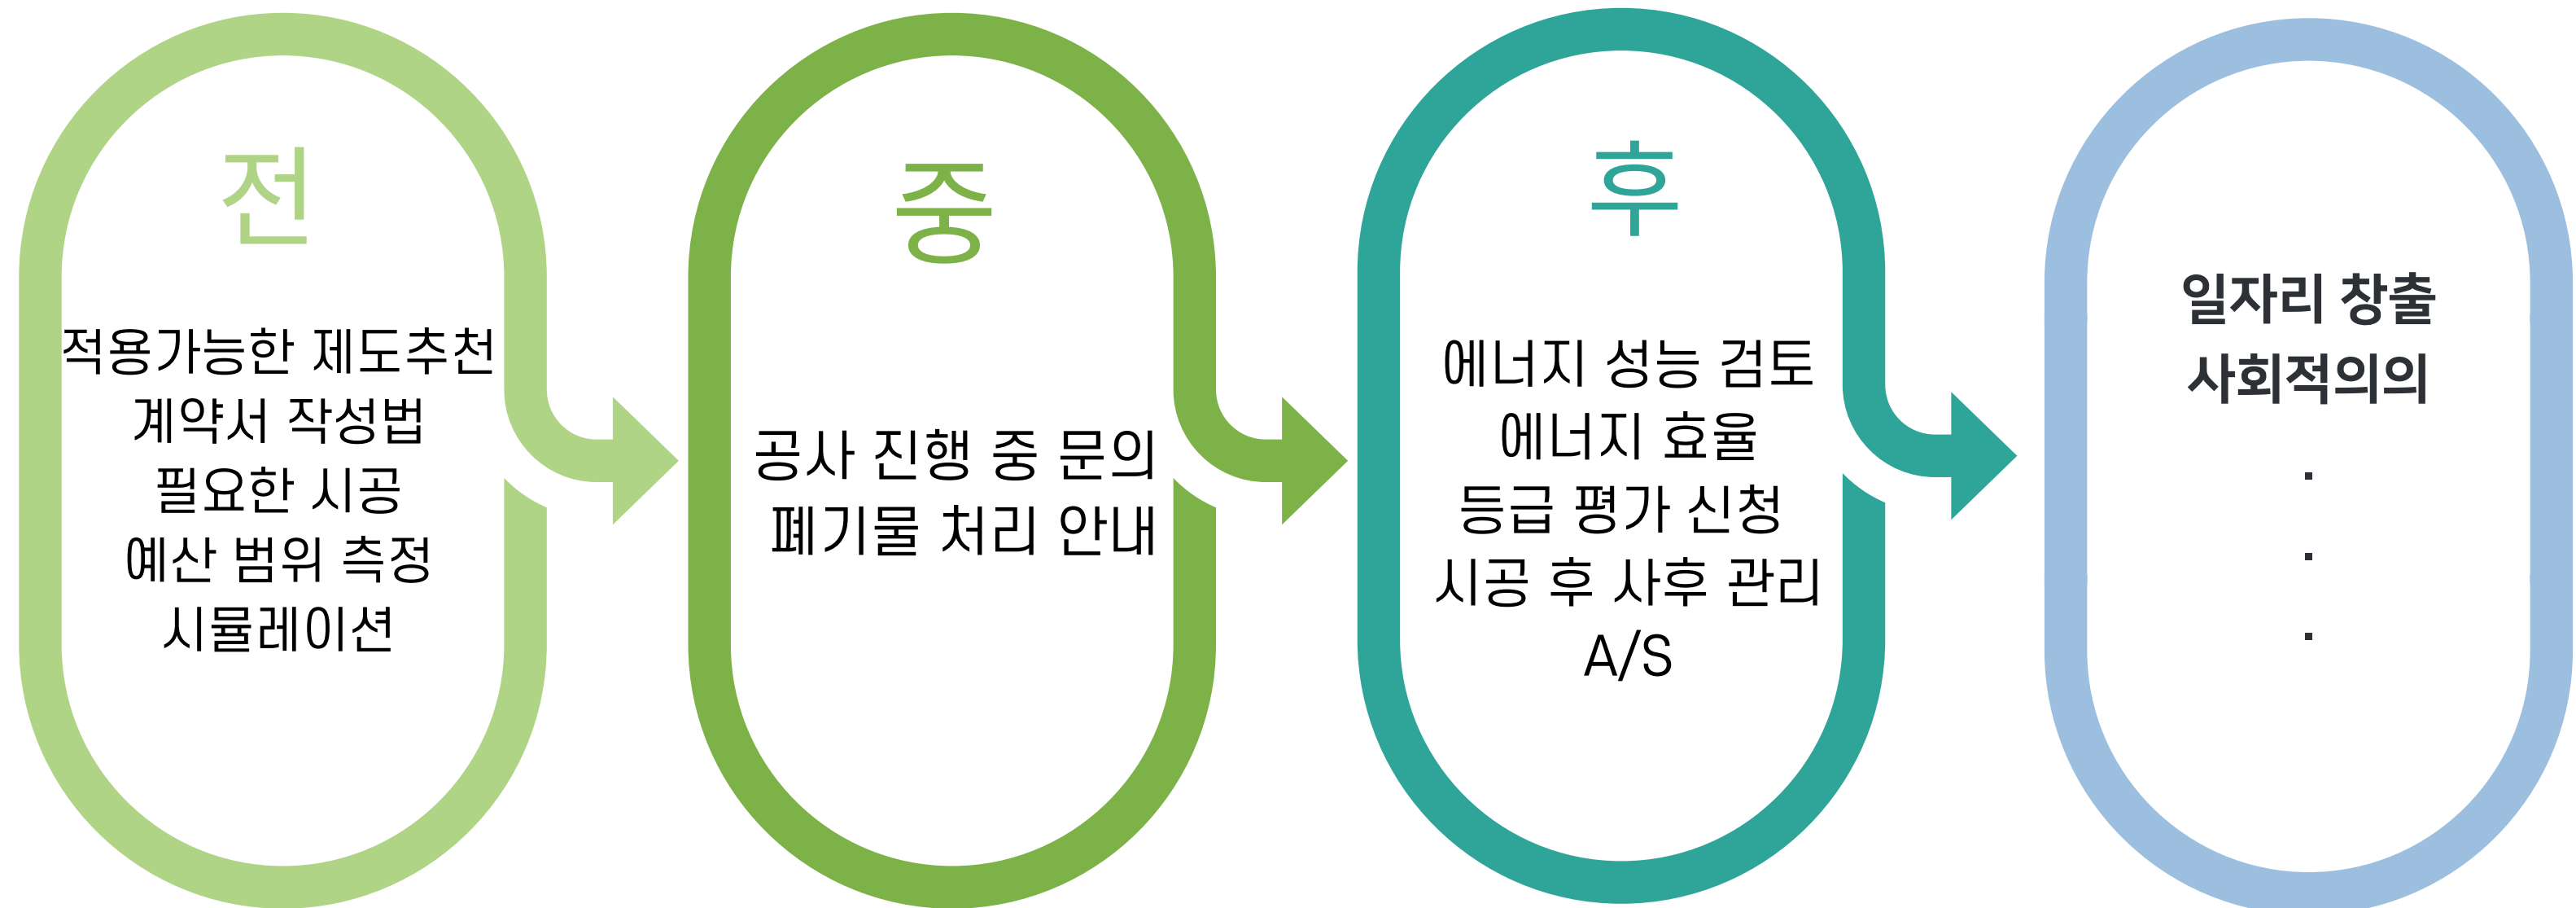 전
적용가능한 제도추천
계약서 작성법
필요한 시공
예산 범위 측정
시뮬레이션
중
공사 진행 중 문의
폐기물 처리 안내
후
에너지 성능 검토
에너지 효율
등급 평가 신청
시공 후 사후 관리
A/S
일자리 창출
사회적의의
.
.
.